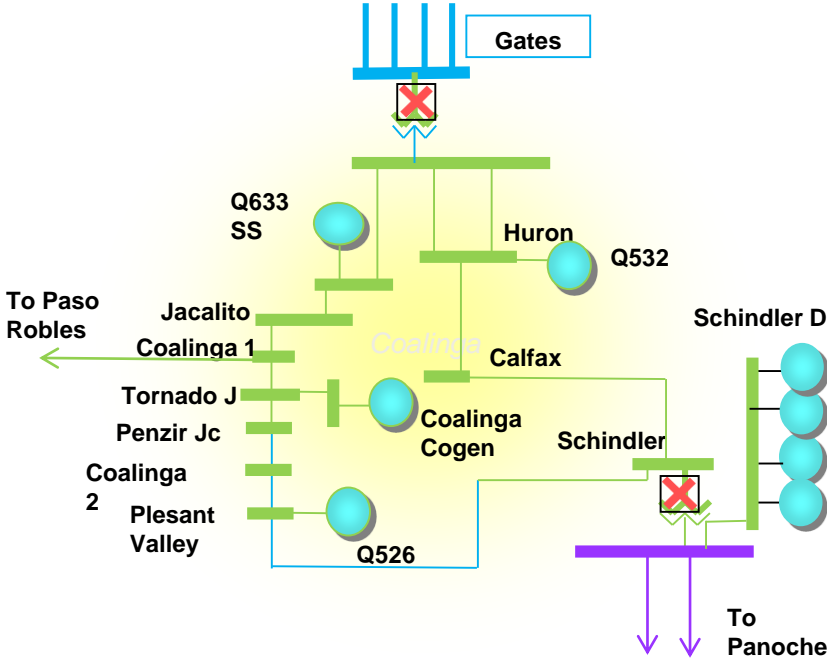 Gates
Q633
SS
Huron
Q532
To Paso
Robles
Jacalito
Schindler D
Coalinga 1
Coalinga
Calfax
Tornado J
Coalinga
Cogen
Penzir Jc
Schindler
Coalinga
2
Plesant
Valley
Q526
To
Panoche